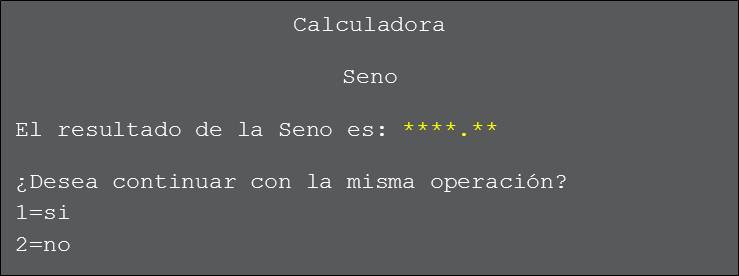 Calculadora
Seno
El resultado de la Seno es: ****.**
¿Desea continuar con la misma operación?
1=si
2=no